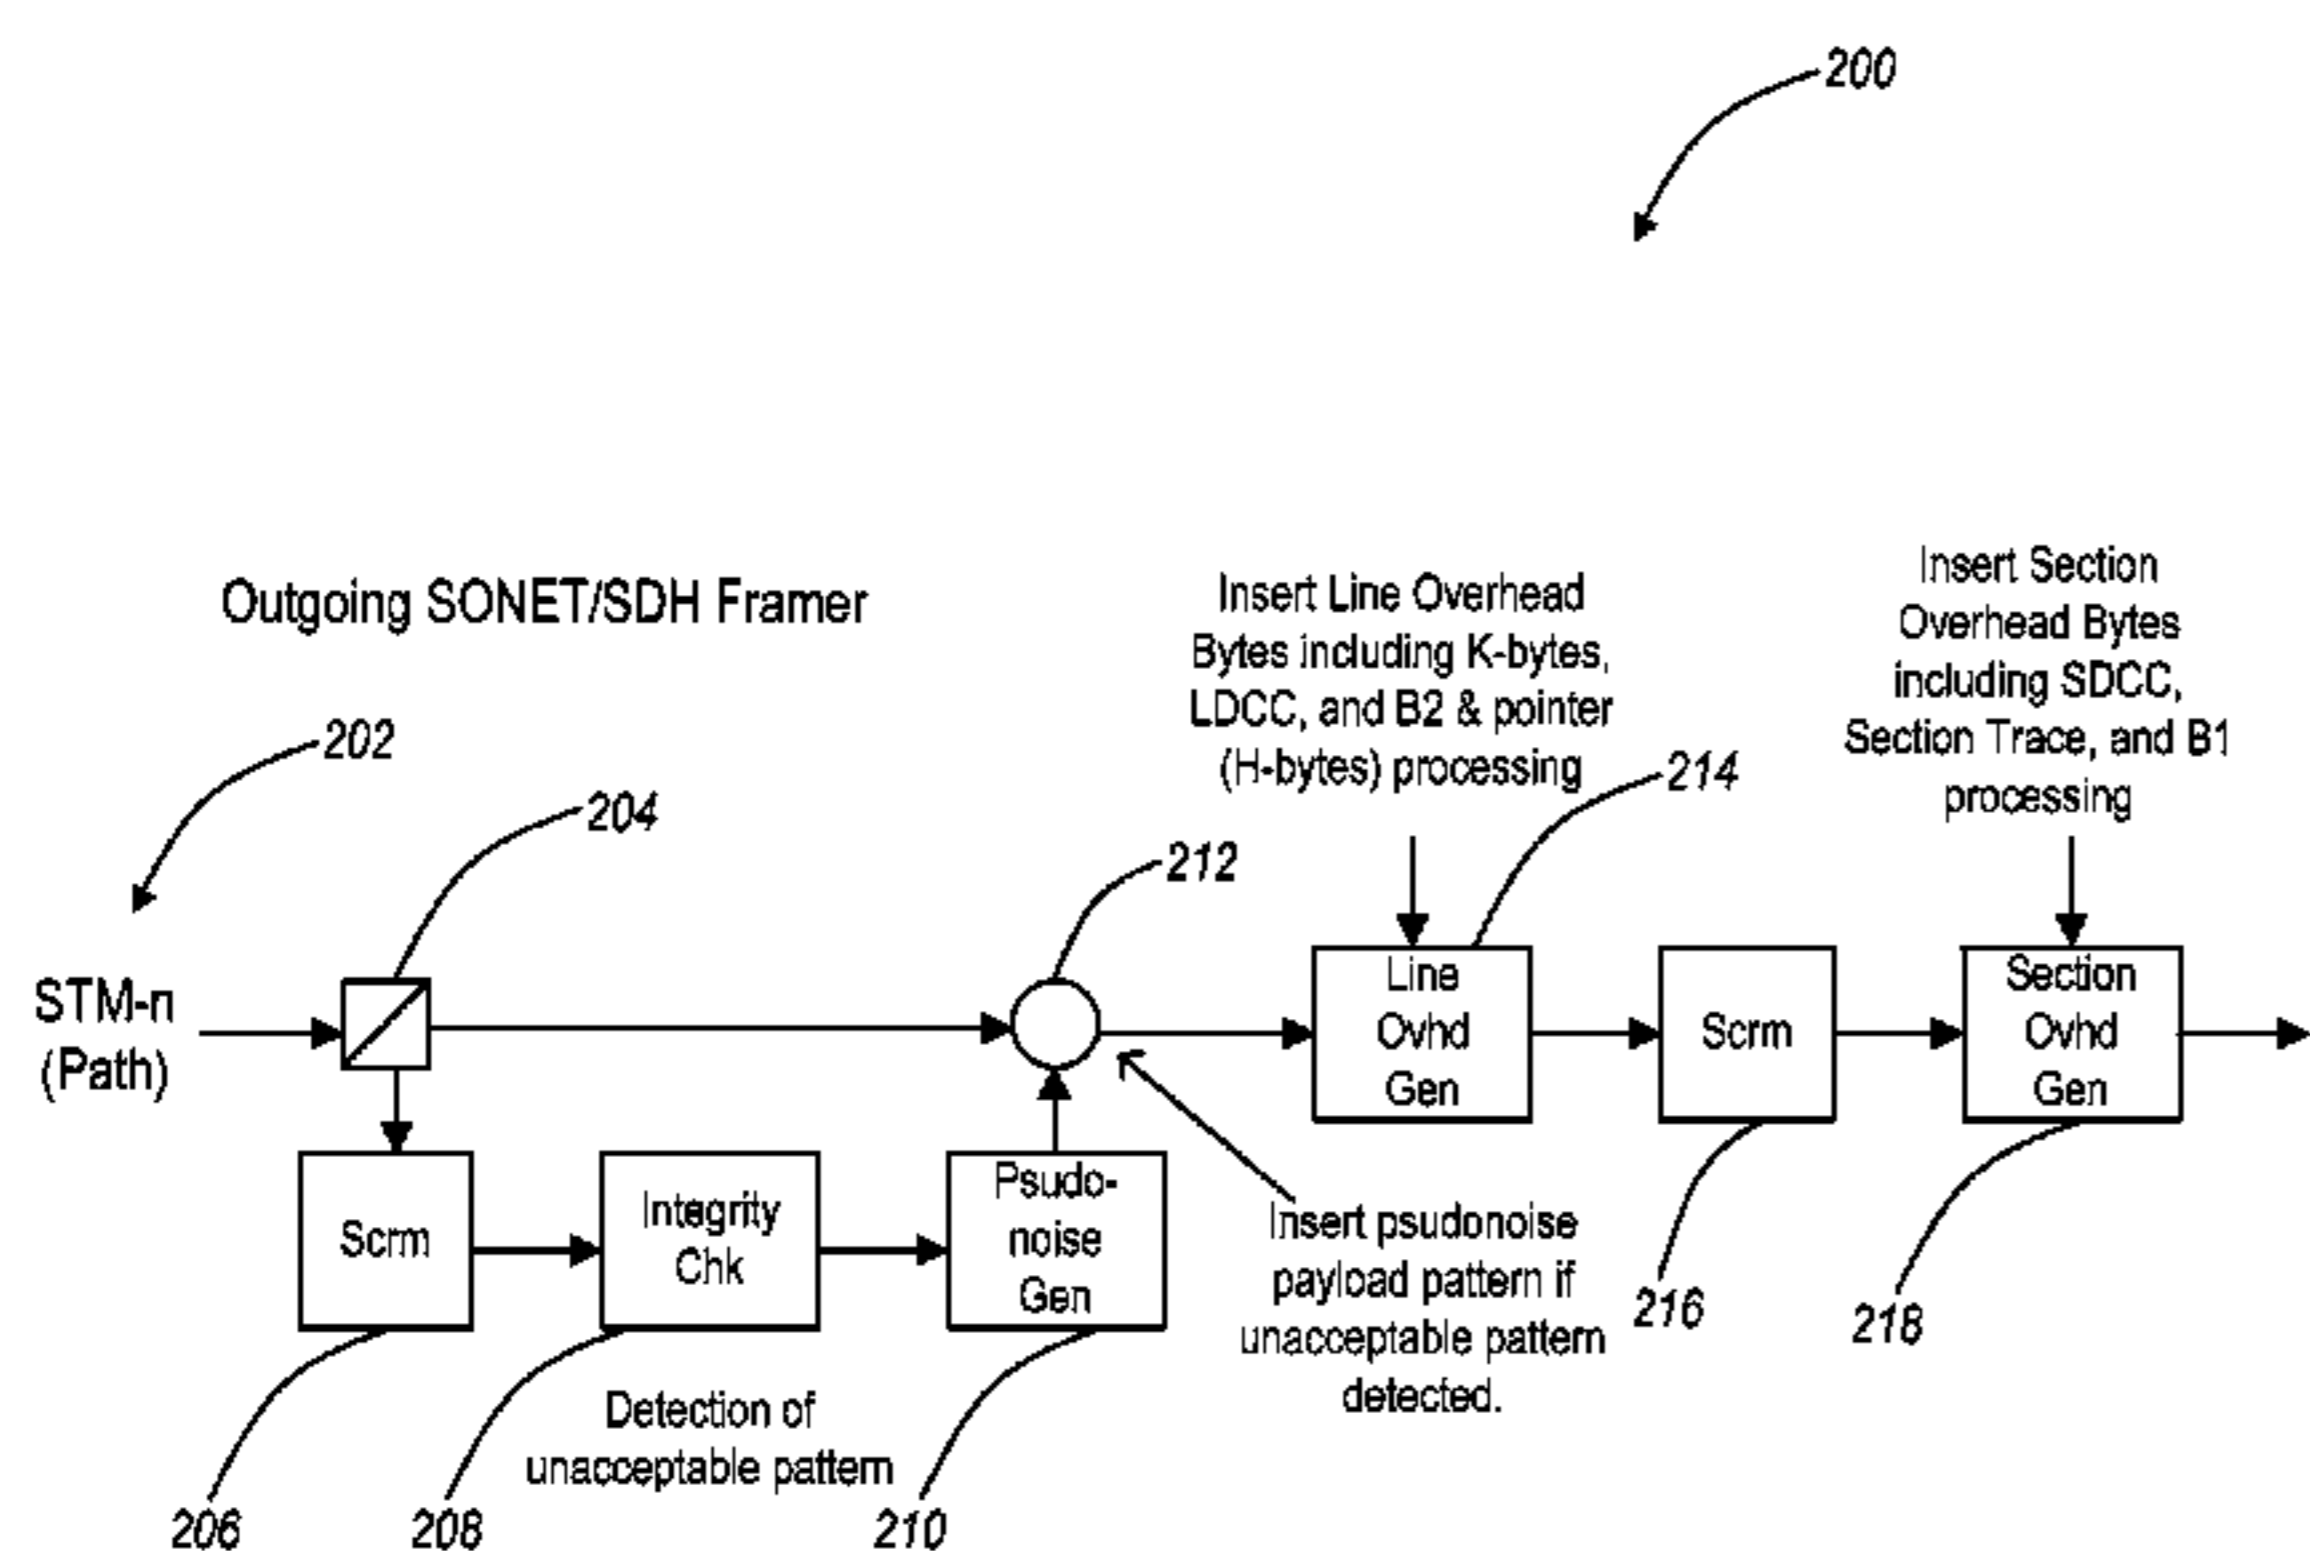 200
Outgoing SONET/SDH Framer
Insert Line Overhead
Bytes including K-bytes,
LDCC, and B2 & pointer
(H-bytes) processing
Insert Section
Overhead Bytes
including SDCC,
Section Trace, and B1
processing
202
204
212
214
STM-n
(Path)
Line
Ovhd
Gen
Scrm
Section
Ovhd
Gen
Scrm
Integrity
Chk
Psudo-
noise
Gen
Insert psudonoise
payload pattern if
unacceptable pattern
detected.
216
218
Detection of
unacceptable pattern
206
208
210